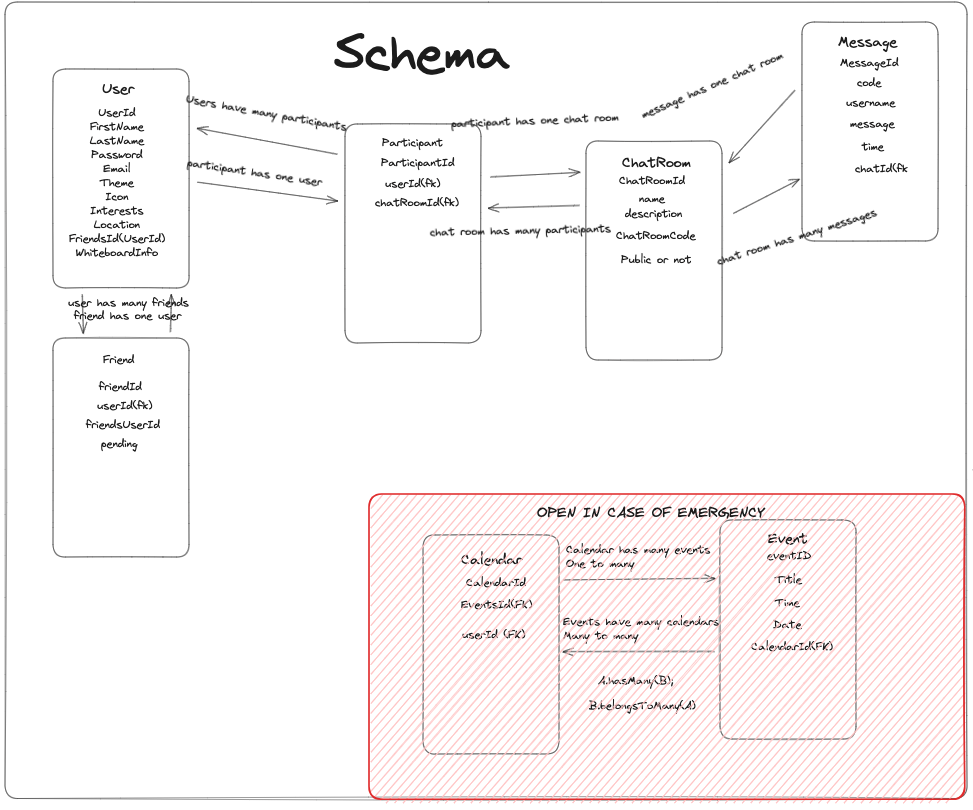 Schema
User
UserId
FirstName
LastName
Password
Email
Theme
Icon
Interests
Location
FriendsId(UserId)
WhiteboardInfo
Users have many participants
participant has one user
user has many friends
friend has one user
Friend
friendId
userId(fk)
friendsUserId
pending
Participant
ParticipantId
userId(fk)
chatRoomId(fk)
participant has one chat room
chat room has many participants
ChatRoom
ChatRoomId
name
description
ChatRoomCode
Public or not
message has one chat room
chat room has many messages
Message
MessageId
code
username
message
time
chatId(fk
OPEN IN CASE OF EMERGENCY
Calendar
CalendarId
EventsId(FK)
userId (FK)
Calendar has many events
One to many
Events have many calendars
Many to many
A.hasMany(B);
B.belongsToMany(A)
Event
eventID
Title
Time
Date
CalendarId(FK)